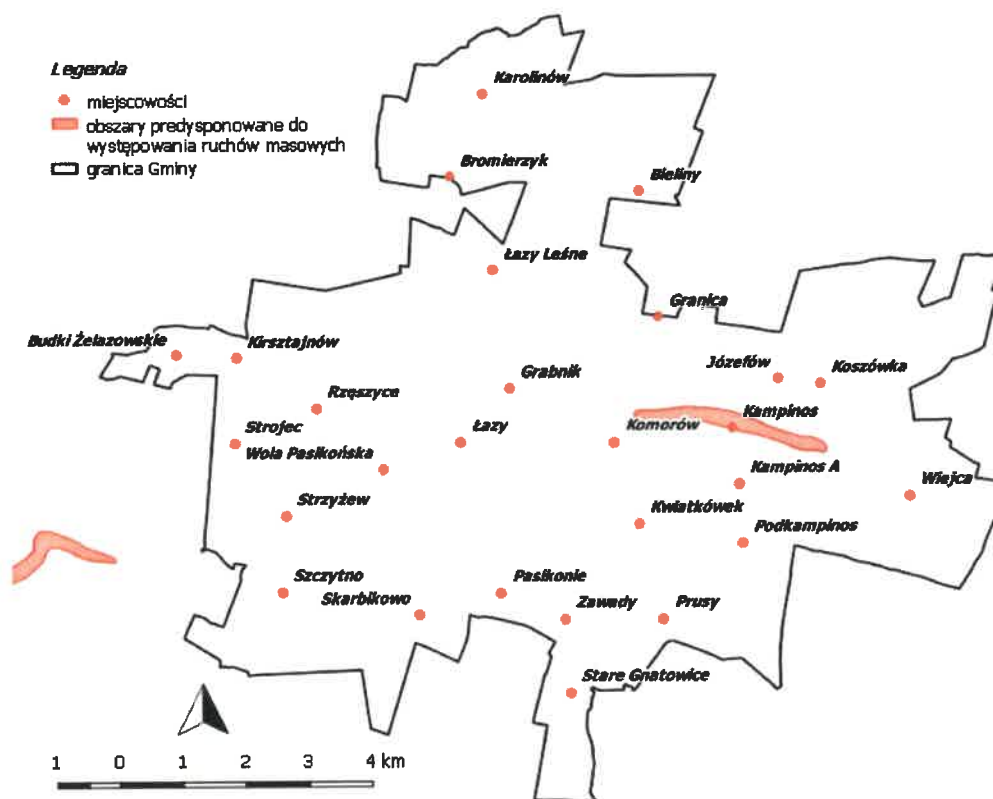 Legenda
miejscowości
obszary predysponowane do
występowania ruchów masowych
granica Gminy
Karolinów
Bromierzyk
Bieliny
Łazy Leśne
Granica
Budki Żelazowskie
Kirsztajnów
Józefów
Koszówka
Grabnik
Rzęszyce
Kampinos
Strojec
Łazy
Komorów
Wola Pasikońska
Kampinos A
Wiejca
Strzyżew
Kwiatkówek
Podkampinos
Szczytno
Pasikonie
Skarbikowo
Zawady
Prusy
Stare Gnatowice
1 0 1 2 3 4 km